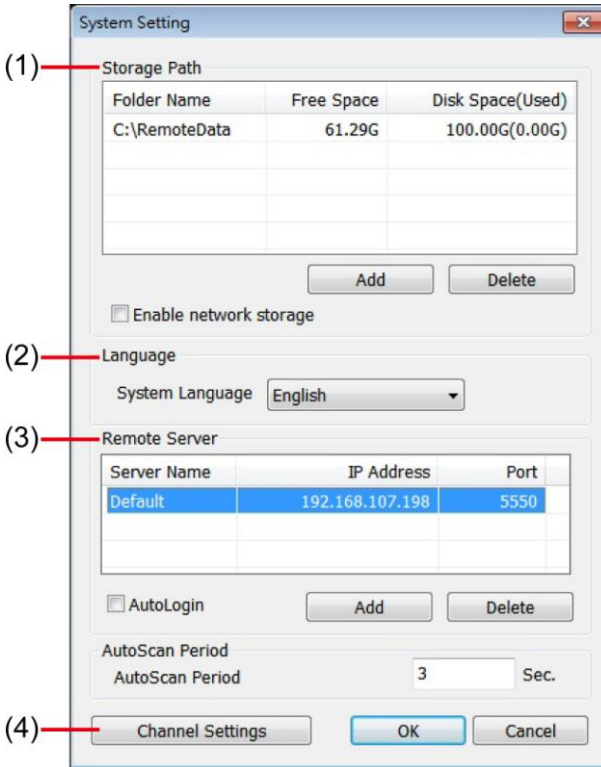 System Setting
(1) Storage Path
Folder Name Free Space Disk Space(Used)
C:\RemoteData 61.29G 100.00G(0.00G)
Add Delete
Enable network storage
(2) Language
System Language English
(3) Remote Server
Server Name IP Address Port
Default 192.168.107.198 5550
AutoLogin Add Delete
AutoScan Period
AutoScan Period 3 Sec.
(4) Channel Settings OK Cancel